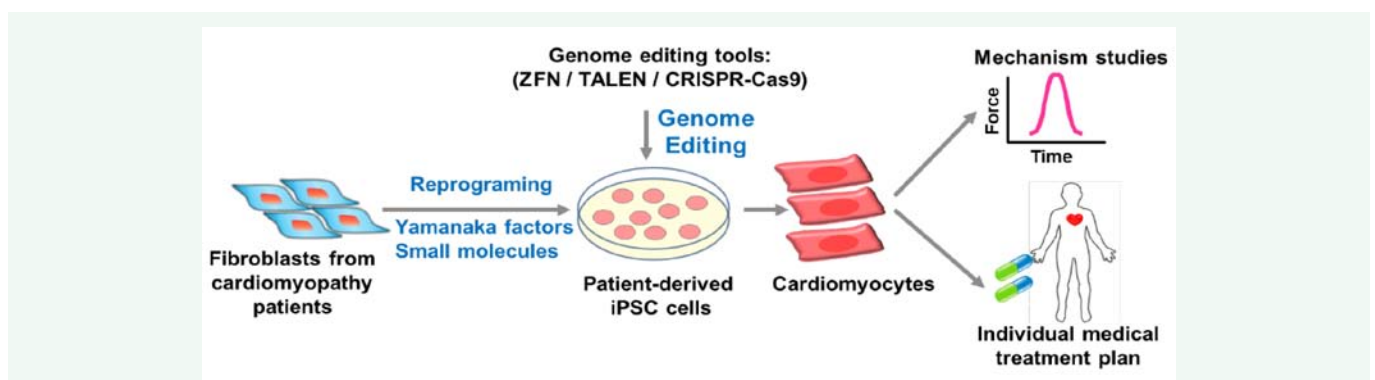 Genome editing tools:
(ZFN / TALEN / CRISPR-Cas9)
Genome
Editing
Reprograming
Yamanaka factors
Small molecules
Fibroblasts from
cardiomyopathy
patients
Patient-derived
iPSC cells
Cardiomyocytes
Mechanism studies
Force
Time
Individual medical
treatment plan